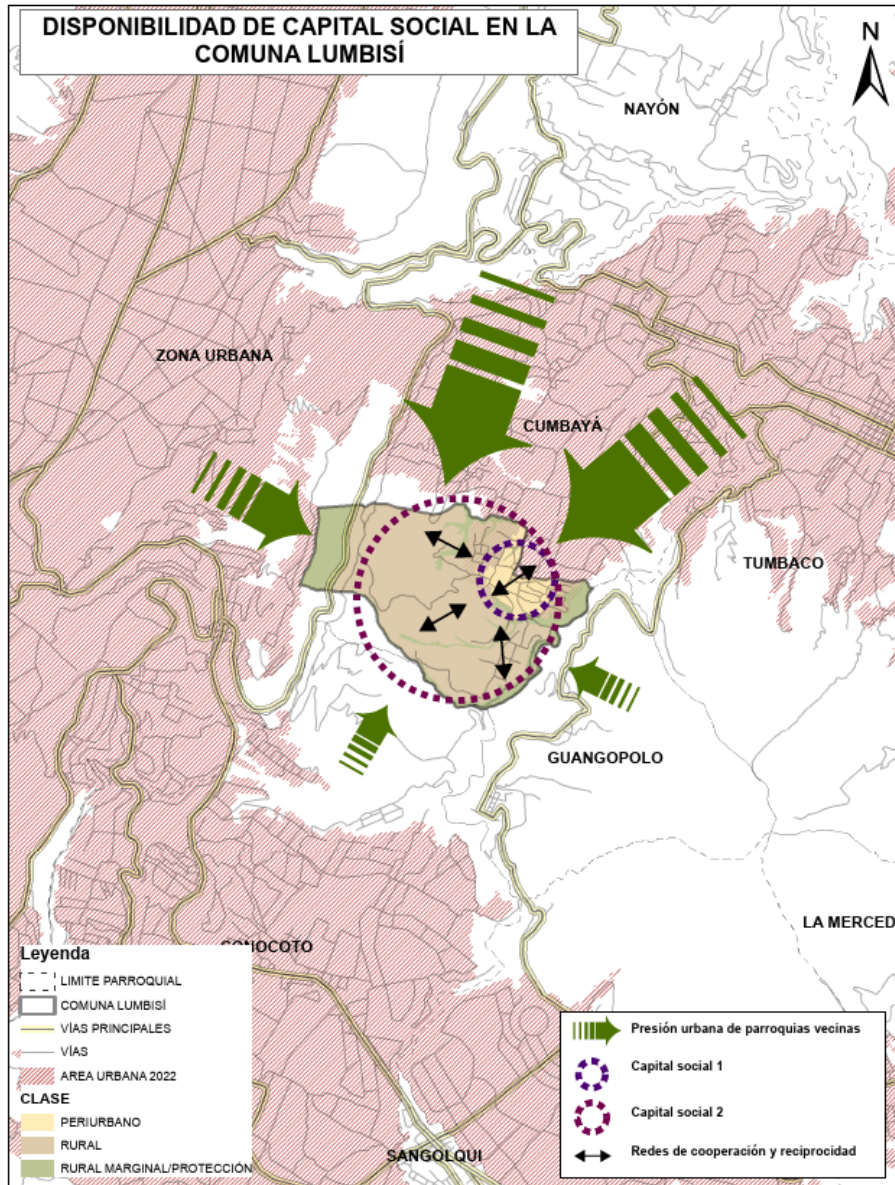 DISPONIBILIDAD DE CAPITAL SOCIAL EN LA
COMUNA LUMBISÍ
N
NAYÓN
ZONA URBANA
CUMBAYÁ
TUMBACO
GUANGOPOLO
LA MERCED
CONOCOTO
SANGOLQUI
Leyenda
LIMITE PARROQUIAL
COMUNA LUMBISÍ
VÍAS PRINCIPALES
VÍAS
AREA URBANA 2022
CLASE
PERIURBANO
RURAL
RURAL MARGINAL/PROTECCIÓN
Presión urbana de parroquias vecinas
Capital social 1
Capital social 2
Redes de cooperación y reciprocidad